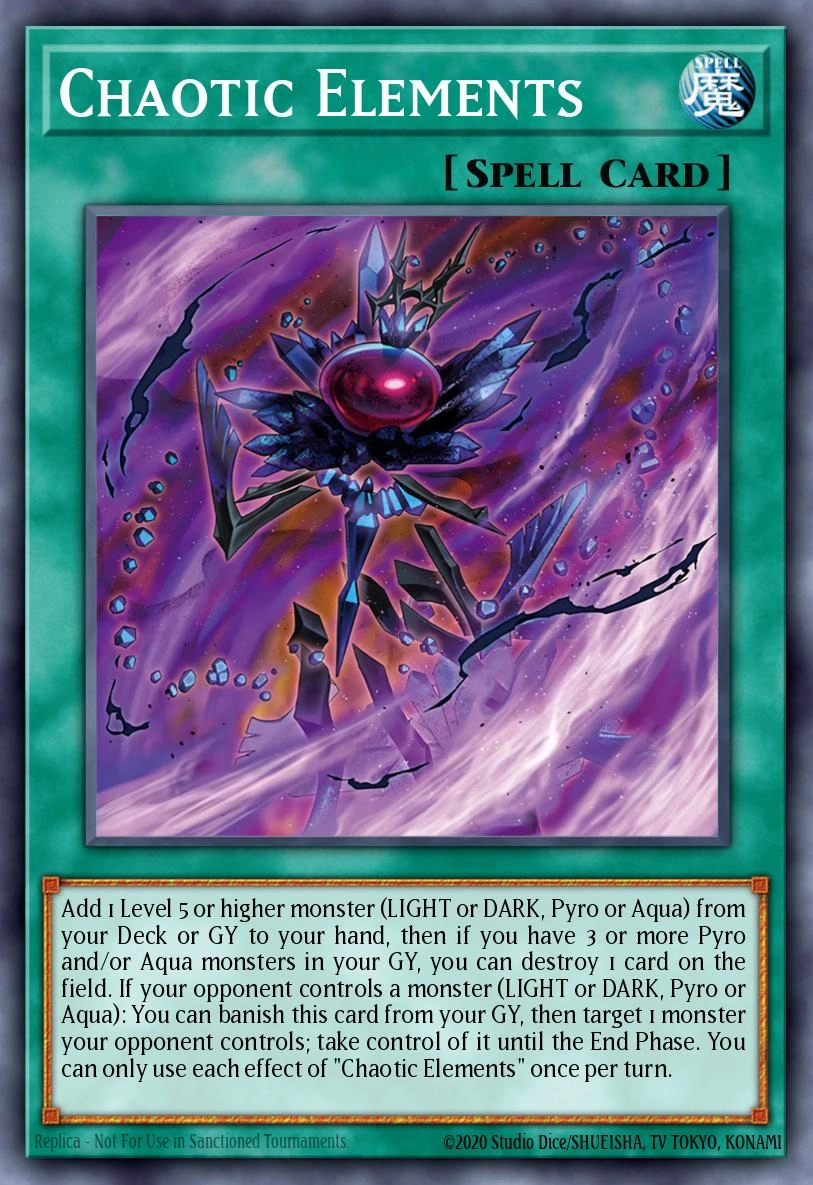 Chaotic Elements
SPELL
魔
[ Spell Card ]
Add 1 Level 5 or higher monster (LIGHT or DARK, Pyro or Aqua) from
your Deck or GY to your hand, then if you have 3 or more Pyro
and/or Aqua monsters in your GY, you can destroy 1 card on the
field. If your opponent controls a monster (LIGHT or DARK, Pyro or
Aqua): You can banish this card from your GY, then target 1 monster
your opponent controls; take control of it until the End Phase. You
can only use each effect of "Chaotic Elements" once per turn.
Replica - Not For Use in Sanctioned Tournaments.
©2020 Studio Dice/SHUEISHA, TV TOKYO, KONAMI